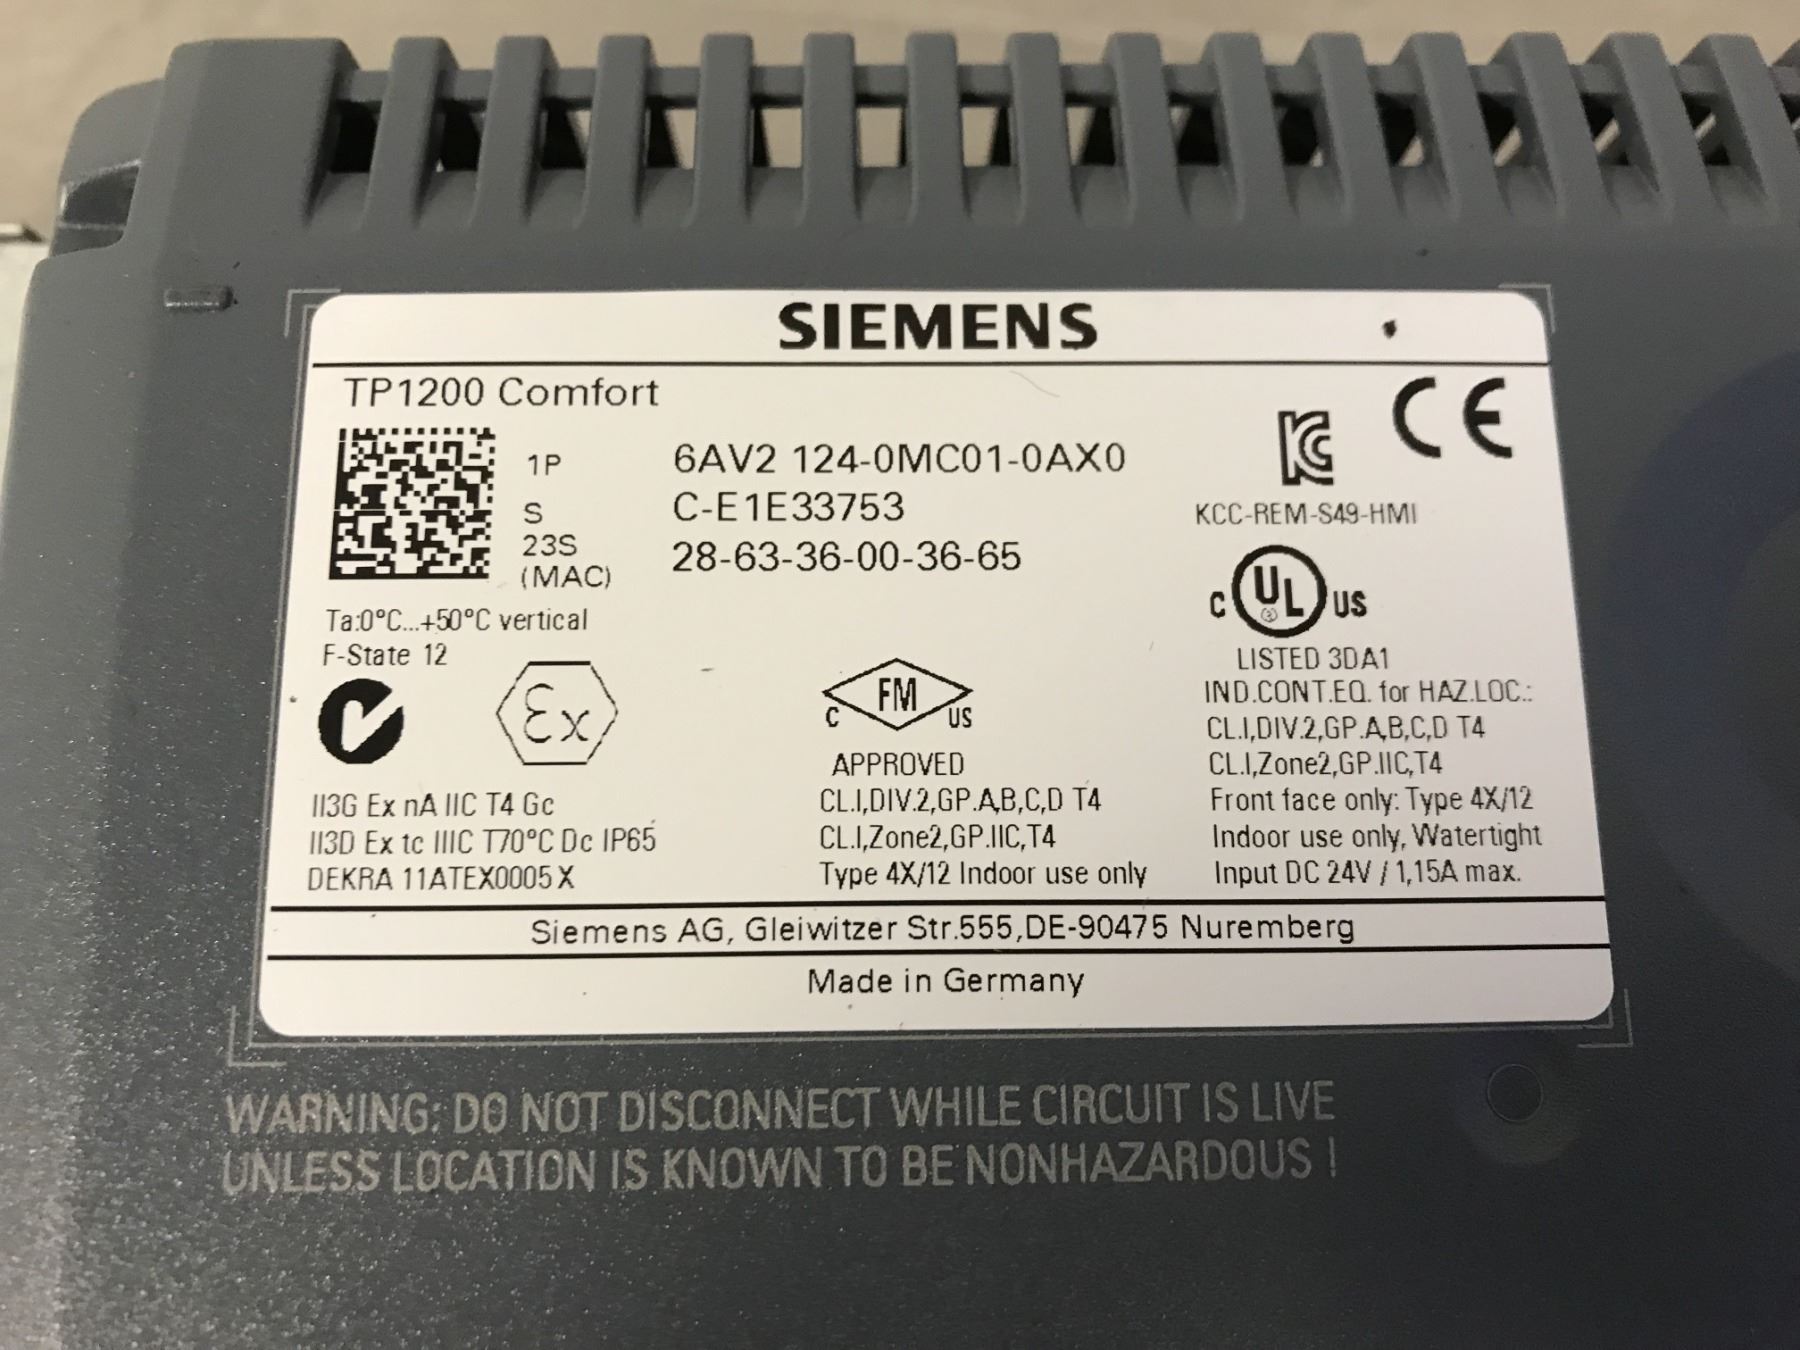 SIEMENS
TP1200 Comfort
1P 6AV2 124-0MC01-0AX0
S C-E1E33753
23S
(MAC) 28-63-36-00-36-65
Ta:0°C...+50°C vertical
F-State 12
Ex
II3G Ex nA IIC T4 Gc
II3D Ex tc IIIC T70°C Dc IP65
DEKRA 11ATEX0005 X
C FM US
APPROVED
CL.I,DIV.2,GP.A,B,C,D T4
CL.I,Zone2,GP.IIC,T4
Type 4X/12 Indoor use only
KC CE
KCC-REM-S49-HMI
C UL US
LISTED 3DA1
IND.CONT.EQ. for HAZ.LOC.:
CL.I,DIV.2,GP.A,B,C,D T4
CL.I,Zone2,GP.IIC,T4
Front face only: Type 4X/12
Indoor use only, Watertight
Input DC 24V / 1,15A max.
Siemens AG, Gleiwitzer Str.555,DE-90475 Nuremberg
Made in Germany
WARNING: DO NOT DISCONNECT WHILE CIRCUIT IS LIVE
UNLESS LOCATION IS KNOWN TO BE NONHAZARDOUS !